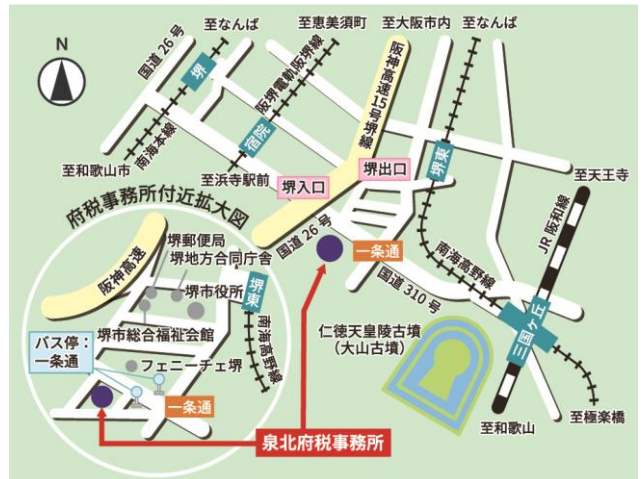 N
国道26号
至なんば
至恵美須町
至大阪市内
至なんば
堺
南海本線
阪堺電軌阪堺線
宿院
阪神高速15号堺線
堺東
至和歌山市
至浜寺駅前
堺入口
堺出口
至天王寺
JR阪和線
府税事務所付近拡大図
国道26号
一条通
南海高野線
国道310号
三国ヶ丘
阪神高速
堺郵便局
堺地方合同庁舎
堺市役所
堺東
南海高野線
堺市総合福祉会館
バス停：
一条通
フェニーチェ堺
一条通
仁徳天皇陵古墳
（大山古墳）
至和歌山
至極楽橋
泉北府税事務所